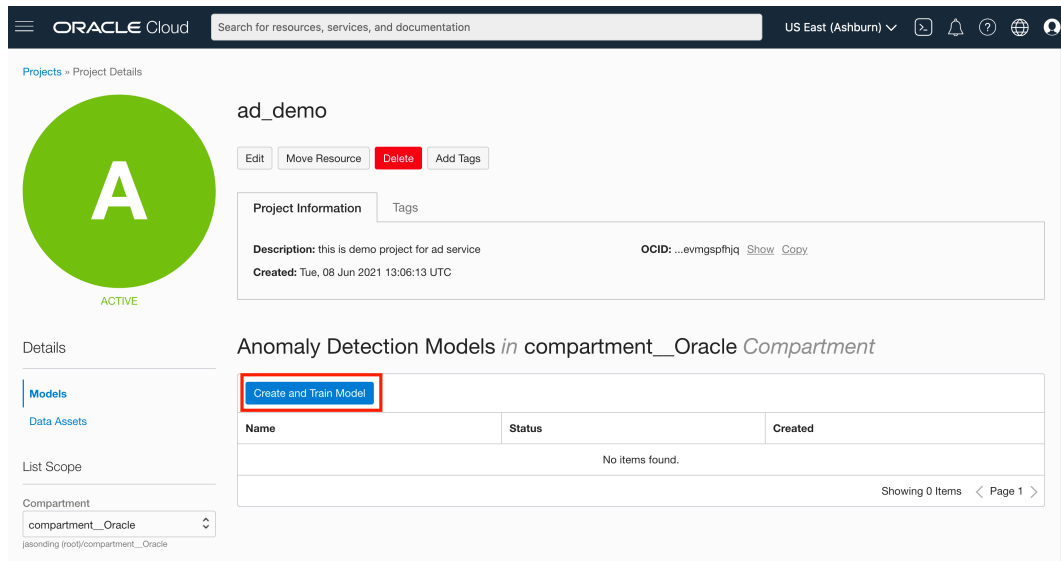 ORACLE Cloud
Search for resources, services, and documentation
US East (Ashburn)
Projects » Project Details
A
ACTIVE
ad_demo
Edit Move Resource Delete Add Tags
Project Information Tags
Description: this is demo project for ad service OCID: ...evmgspfhjq Show Copy
Created: Tue, 08 Jun 2021 13:06:13 UTC
Details
Models
Data Assets
List Scope
Compartment
compartment__Oracle
jasonding (root)/compartment__Oracle
Anomaly Detection Models in compartment__Oracle Compartment
Create and Train Model
Name Status Created
No items found.
Showing 0 Items < Page 1 >